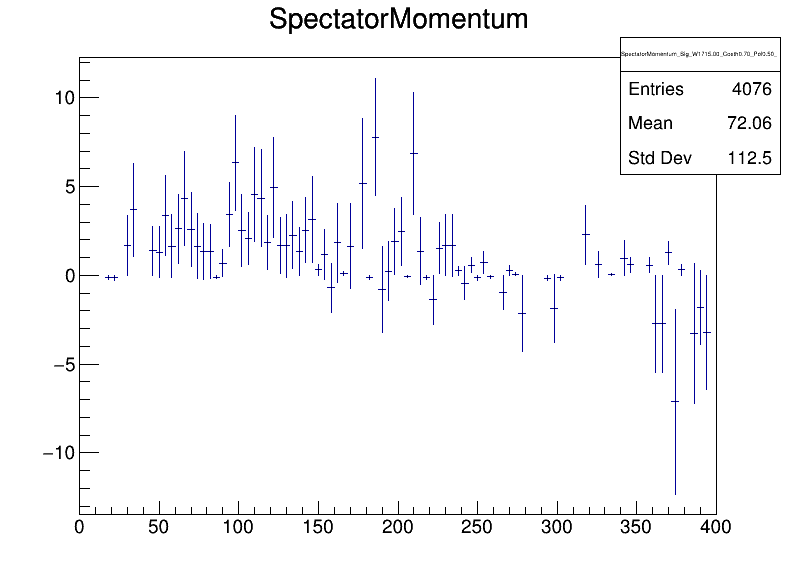 SpectatorMomentum
SpectatorMomentum_Sig_W1715.00_Costh0.70_Pol0.50_
Entries 4076
Mean 72.06
Std Dev 112.5
10
5
0
−5
−10
0 50 100 150 200 250 300 350 400